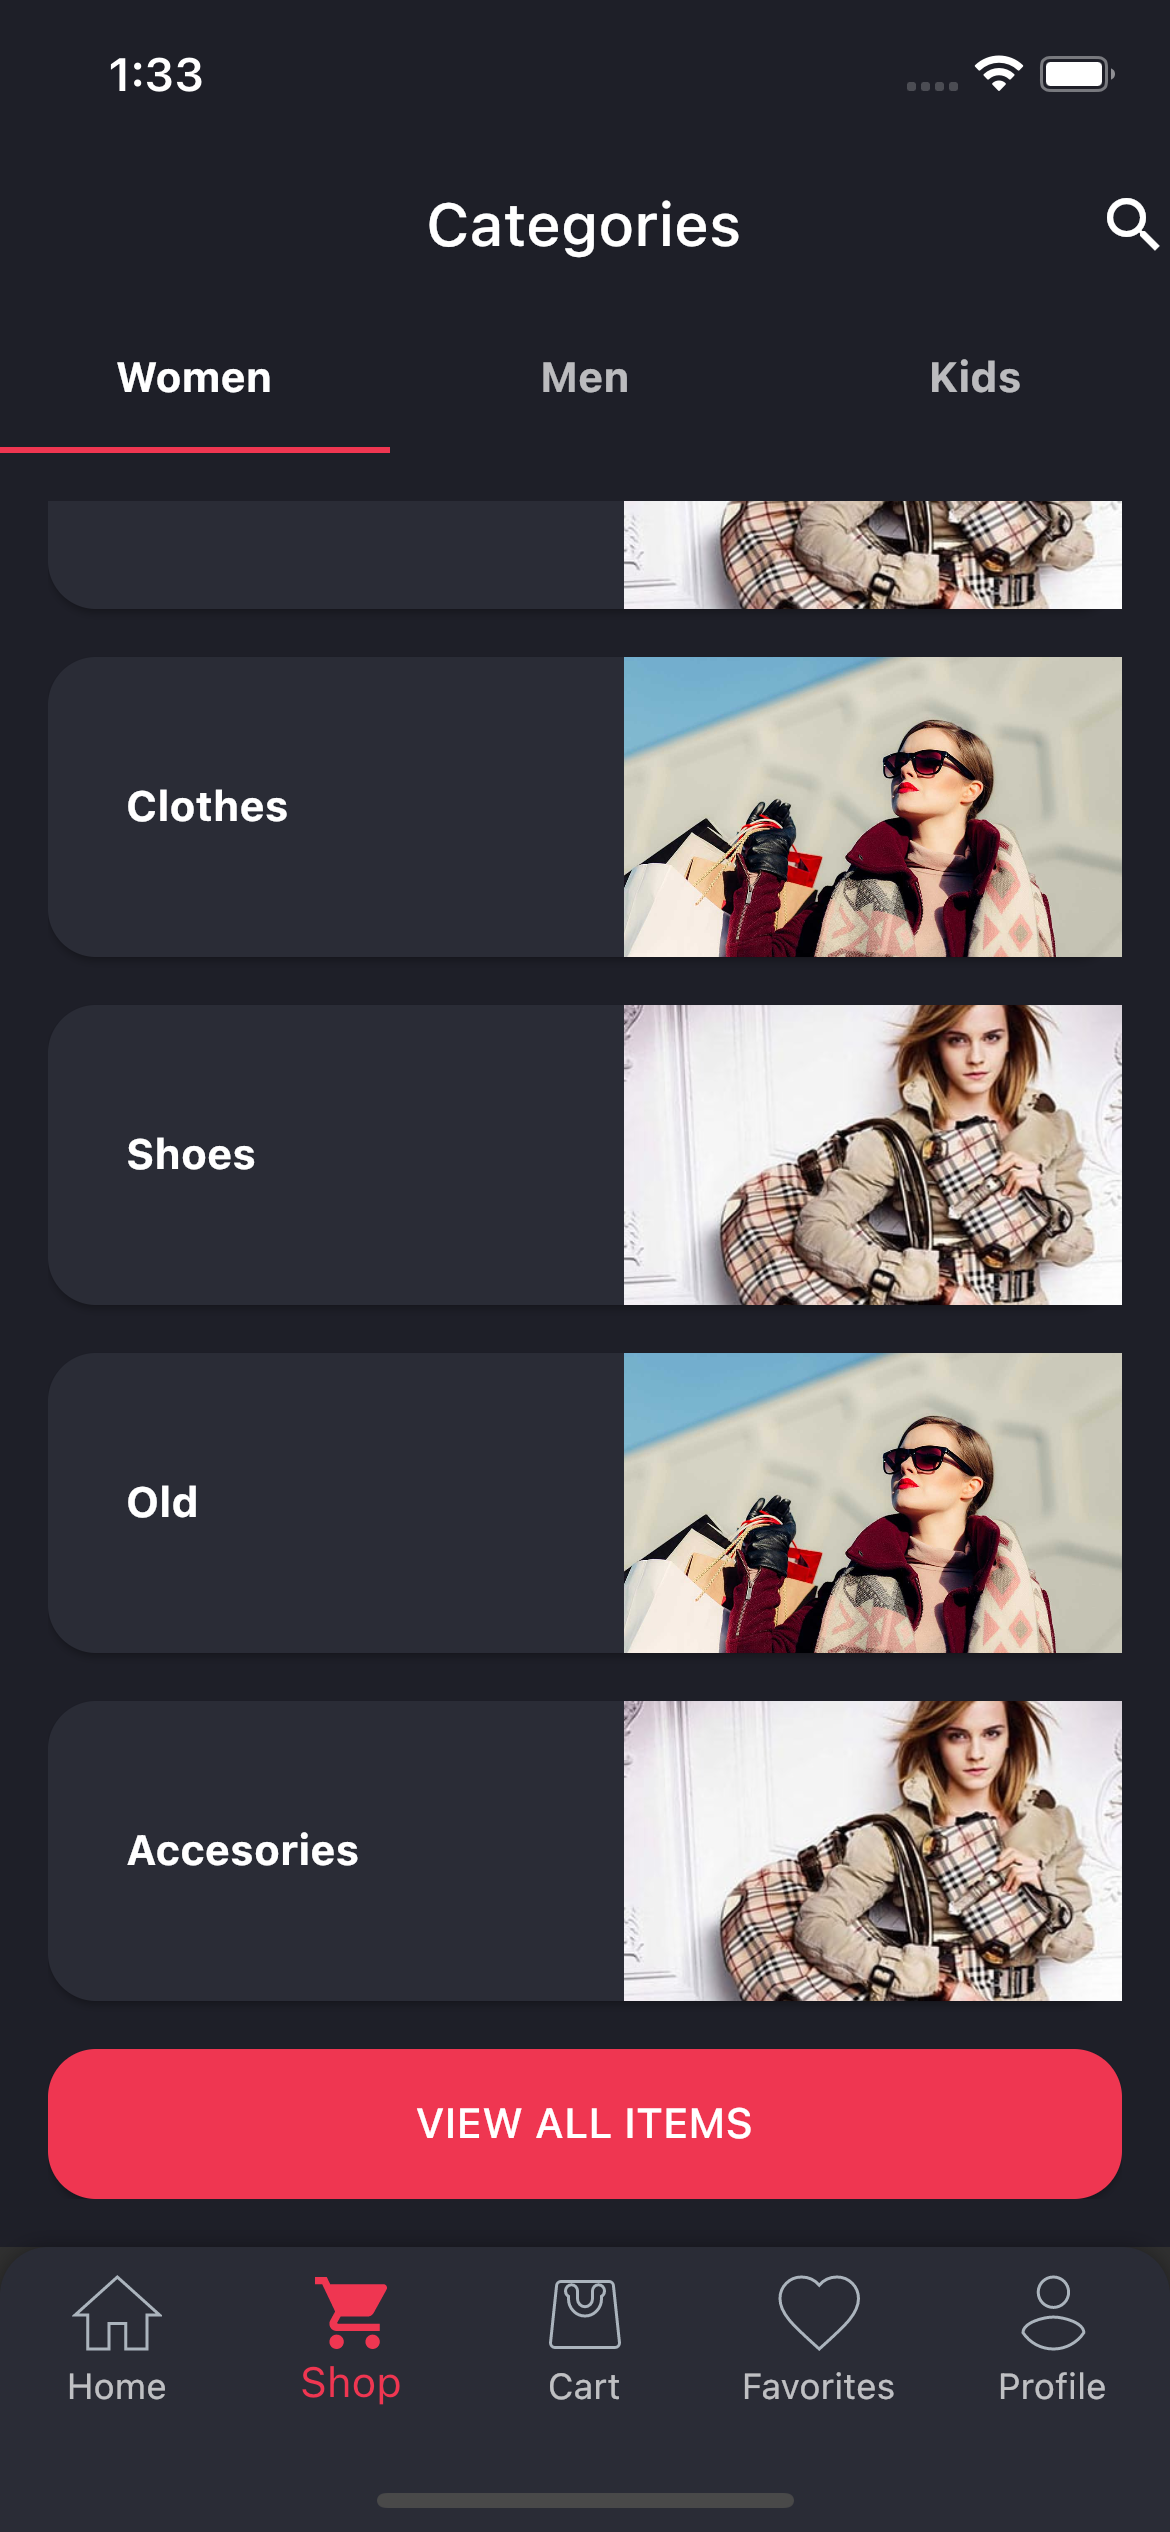 1:33
Categories
Women
Men
Kids
Clothes
Shoes
Old
Accesories
VIEW ALL ITEMS
Home
Shop
Cart
Favorites
Profile